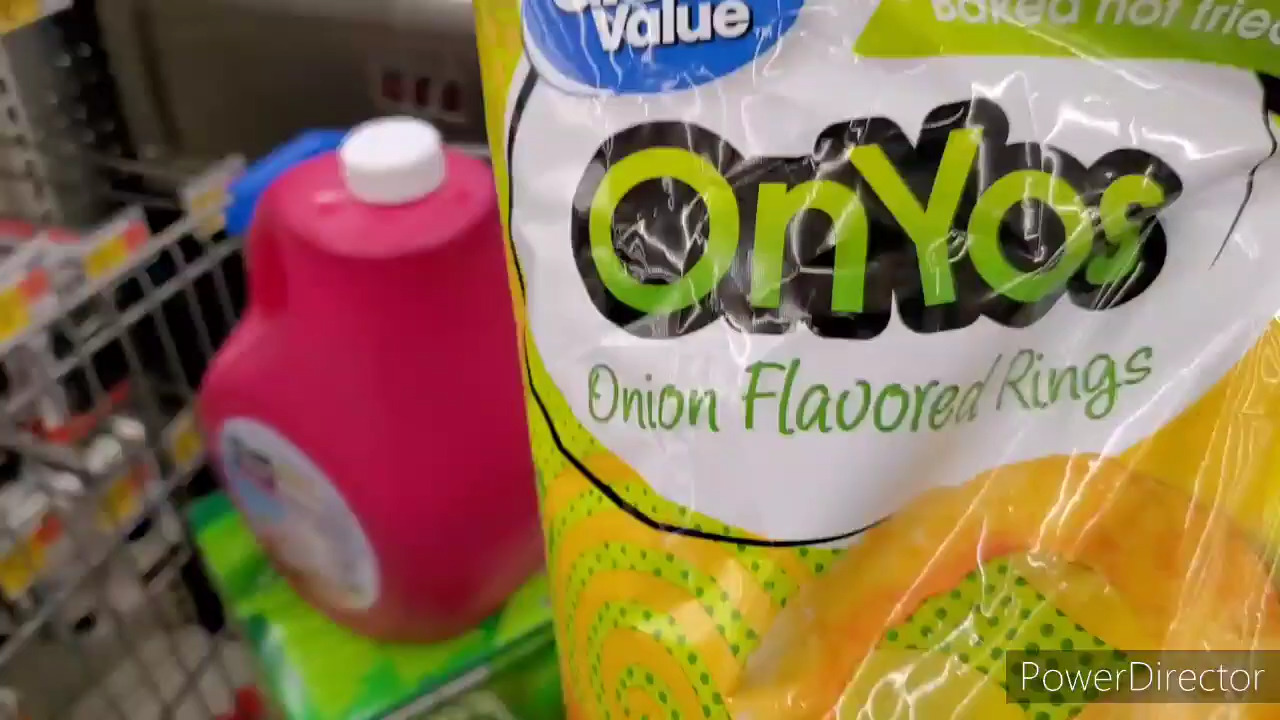 Value
Baked not fried
OnYos
Onion Flavored Rings
PowerDirector